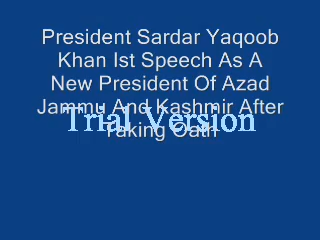 President Sardar Yaqoob
Khan Ist Speech As A
New President Of Azad
Jammu And Kashmir After
Trial Version
Taking Oath